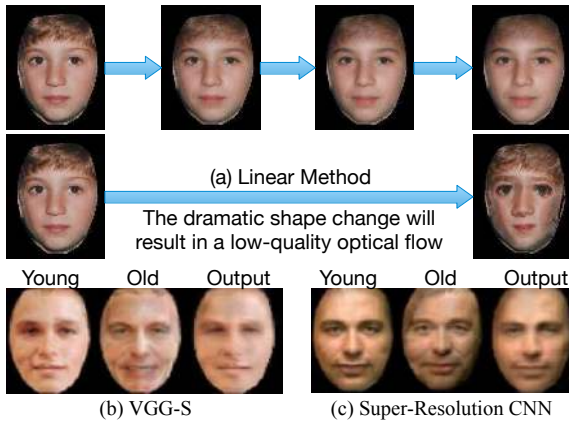 (a) Linear Method
The dramatic shape change will
result in a low-quality optical flow
Young Old Output Young Old Output
(b) VGG-S (c) Super-Resolution CNN